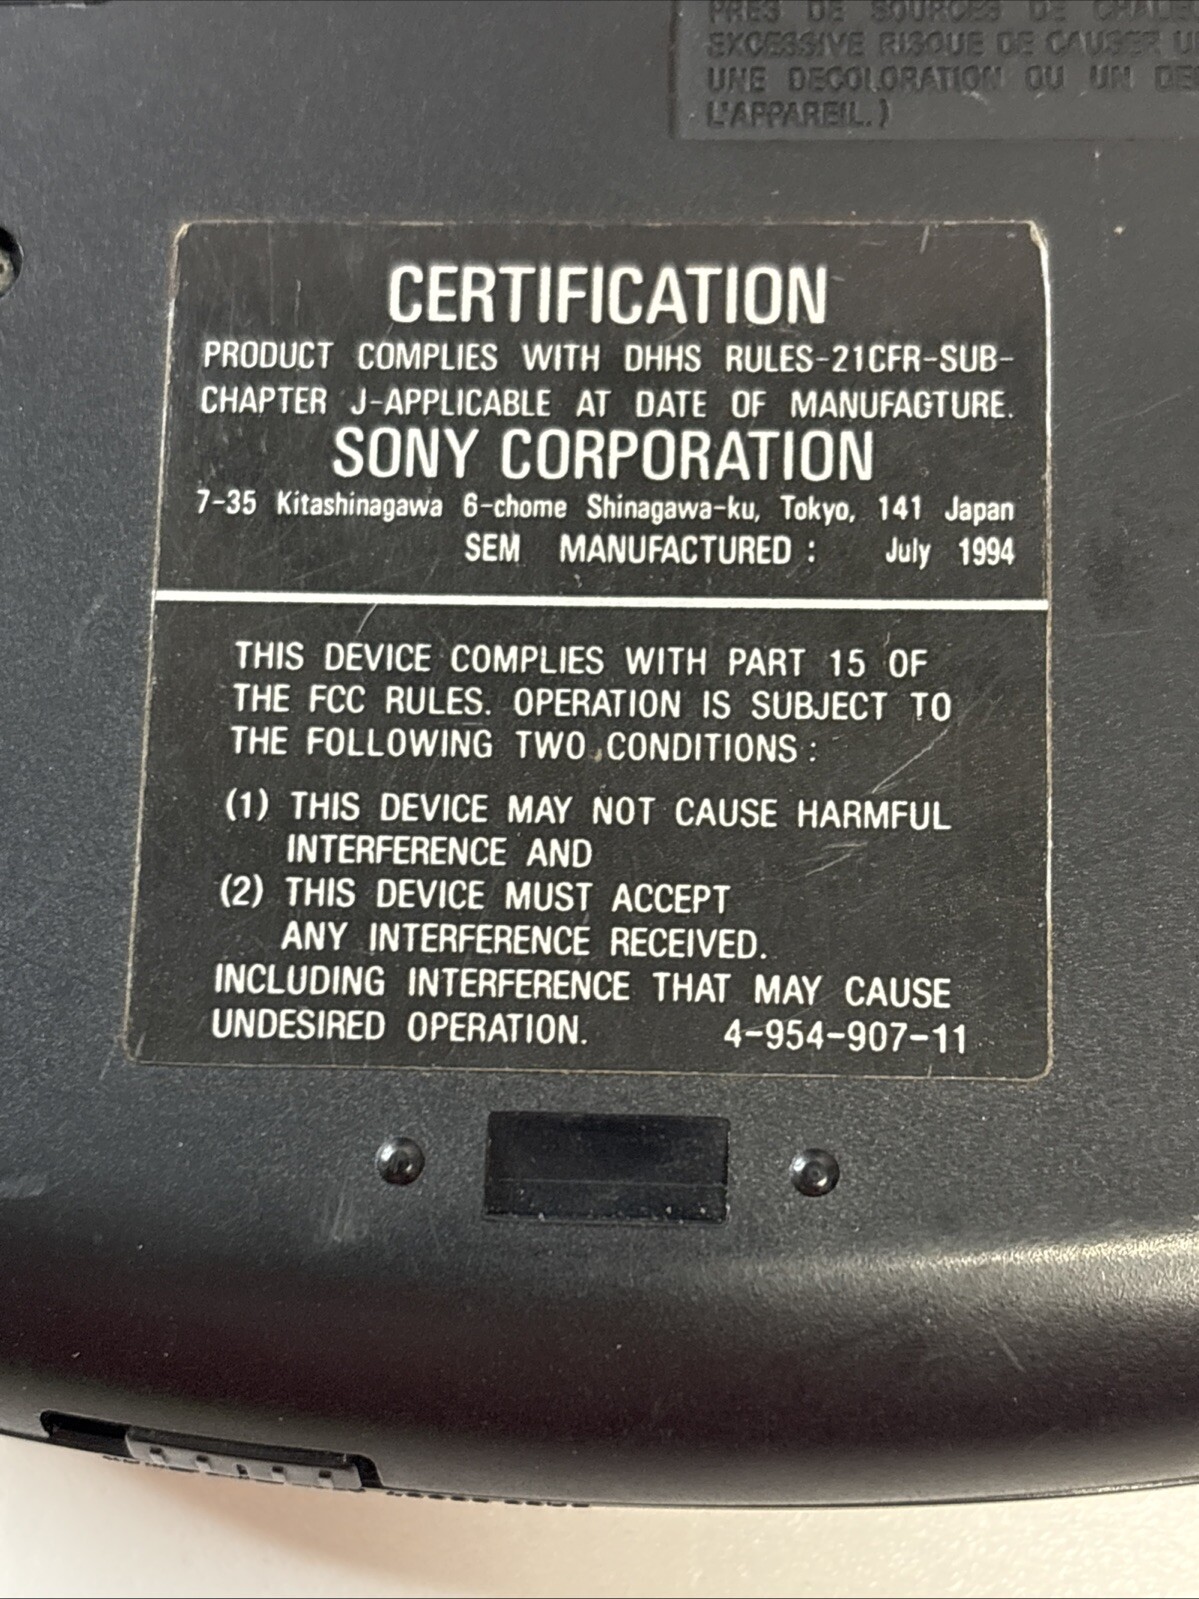 PRES DE SOURCES DE
EXCESSIVE RISQUE DE CAUSER
UNE DECOLORATION OU UN
L'APPAREIL.)
CERTIFICATION
PRODUCT COMPLIES WITH DHHS RULES-21CFR-SUB-
CHAPTER J-APPLICABLE AT DATE OF MANUFACTURE.
SONY CORPORATION
7-35 Kitashinagawa 6-chome Shinagawa-ku, Tokyo, 141 Japan
SEM MANUFACTURED : July 1994
THIS DEVICE COMPLIES WITH PART 15 OF
THE FCC RULES. OPERATION IS SUBJECT TO
THE FOLLOWING TWO CONDITIONS :
(1) THIS DEVICE MAY NOT CAUSE HARMFUL
INTERFERENCE AND
(2) THIS DEVICE MUST ACCEPT
ANY INTERFERENCE RECEIVED.
INCLUDING INTERFERENCE THAT MAY CAUSE
UNDESIRED OPERATION. 4-954-907-11